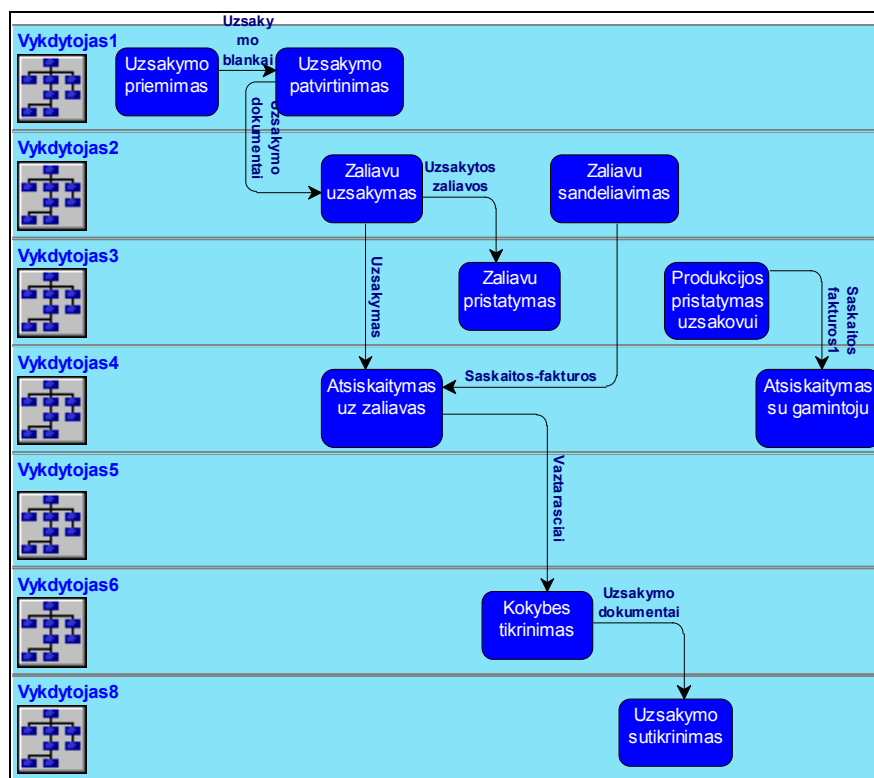 Vykdytojas1
Uzsaky
mo
blankai
Uzsakymo
priemimas
Uzsakymo
patvirtinimas
Uzsakymo
dokumentai
Vykdytojas2
Zaliavu
uzsakymas
Uzsakytos
zaliavos
Zaliavu
sandeliavimas
Vykdytojas3
Uzsakymas
Zaliavu
pristatymas
Produkcijos
pristatymas
uzsakovui
Saskaitos
fakturos1
Vykdytojas4
Atsiskaitymas
uz zaliavas
Saskaitos-fakturos
Atsiskaitymas
su gamintoju
Vykdytojas5
Vaztarasciai
Vykdytojas6
Kokybes
tikrinimas
Uzsakymo
dokumentai
Vykdytojas8
Uzsakymo
sutikrinimas